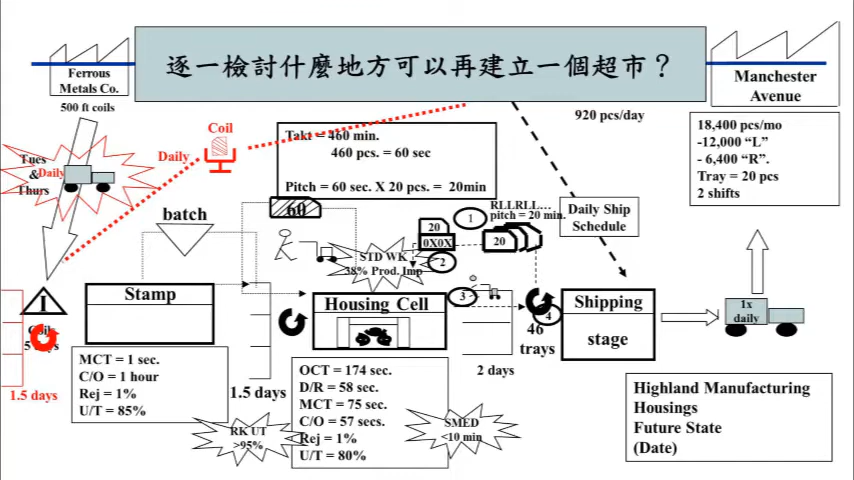 逐一檢討什麼地方可以再建立一個超市？
Ferrous
Metals Co.
500 ft coils
Manchester
Avenue
920 pcs/day
18,400 pcs/mo
-12,000 “L”
- 6,400 “R”.
Tray = 20 pcs
2 shifts
Coil
Daily
Tues
&
Daily
Thurs
Takt = 460 min.
460 pcs. = 60 sec
Pitch = 60 sec. X 20 pcs. = 20min
batch
60
RLLRLL…
pitch = 20 min.
1
20
OXOX
20
2
Daily Ship
Schedule
STD WK
38% Prod. Imp
I
Stamp
Housing Cell
3
4
Shipping
stage
1x
daily
46
trays
1.5 days
MCT = 1 sec.
C/O = 1 hour
Rej = 1%
U/T = 85%
1.5 days
OCT = 174 sec.
D/R = 58 sec.
MCT = 75 sec.
C/O = 57 secs.
Rej = 1%
U/T = 80%
2 days
RK UT
>95%
SMED
<10 min
Highland Manufacturing
Housings
Future State
(Date)